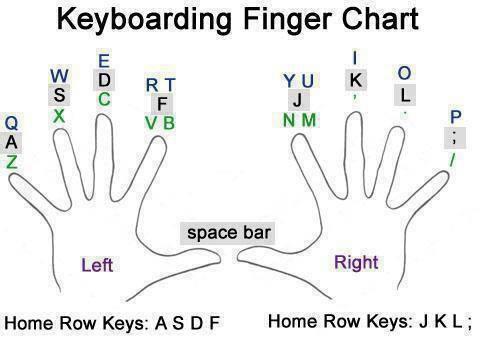 Keyboarding Finger Chart
Q
A
Z
W
S
X
E
D
C
R T
F
V B
Y U
J
N M
I
K
,
O
L
.
P
;
/
space bar
Left
Right
Home Row Keys: A S D F
Home Row Keys: J K L ;